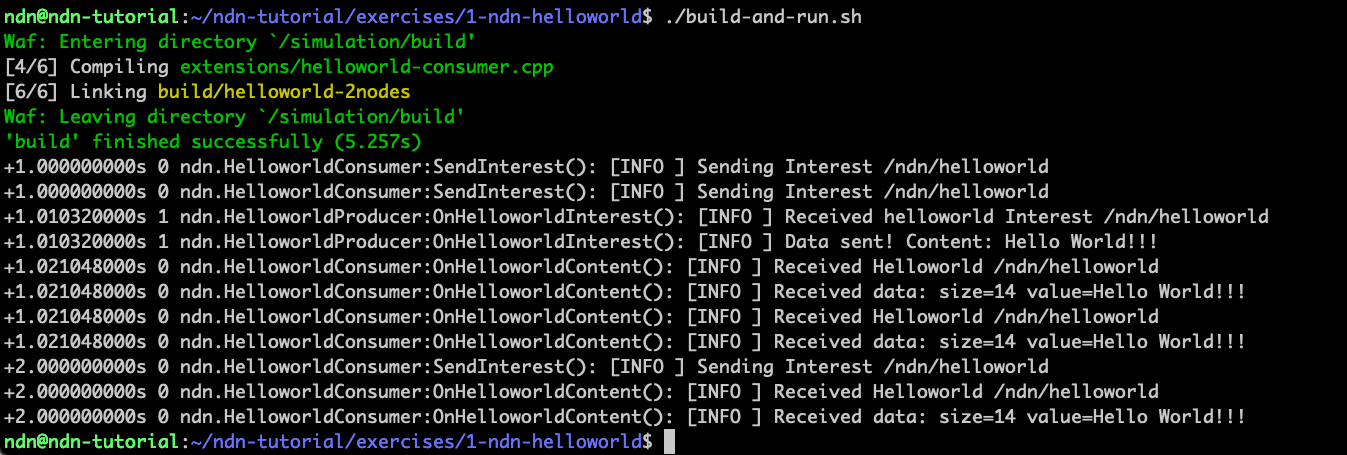 ndn@ndn-tutorial:~/ndn-tutorial/exercises/1-ndn-helloworld$ ./build-and-run.sh
Waf: Entering directory `/simulation/build'
[4/6] Compiling extensions/helloworld-consumer.cpp
[6/6] Linking build/helloworld-2nodes
Waf: Leaving directory `/simulation/build'
'build' finished successfully (5.257s)
+1.000000000s 0 ndn.HelloworldConsumer:SendInterest(): [INFO ] Sending Interest /ndn/helloworld
+1.000000000s 0 ndn.HelloworldConsumer:SendInterest(): [INFO ] Sending Interest /ndn/helloworld
+1.010320000s 1 ndn.HelloworldProducer:OnHelloworldInterest(): [INFO ] Received helloworld Interest /ndn/helloworld
+1.010320000s 1 ndn.HelloworldProducer:OnHelloworldInterest(): [INFO ] Data sent! Content: Hello World!!!
+1.021048000s 0 ndn.HelloworldConsumer:OnHelloworldContent(): [INFO ] Received Helloworld /ndn/helloworld
+1.021048000s 0 ndn.HelloworldConsumer:OnHelloworldContent(): [INFO ] Received data: size=14 value=Hello World!!!
+1.021048000s 0 ndn.HelloworldConsumer:OnHelloworldContent(): [INFO ] Received Helloworld /ndn/helloworld
+1.021048000s 0 ndn.HelloworldConsumer:OnHelloworldContent(): [INFO ] Received data: size=14 value=Hello World!!!
+2.000000000s 0 ndn.HelloworldConsumer:SendInterest(): [INFO ] Sending Interest /ndn/helloworld
+2.000000000s 0 ndn.HelloworldConsumer:OnHelloworldContent(): [INFO ] Received Helloworld /ndn/helloworld
+2.000000000s 0 ndn.HelloworldConsumer:OnHelloworldContent(): [INFO ] Received data: size=14 value=Hello World!!!
ndn@ndn-tutorial:~/ndn-tutorial/exercises/1-ndn-helloworld$